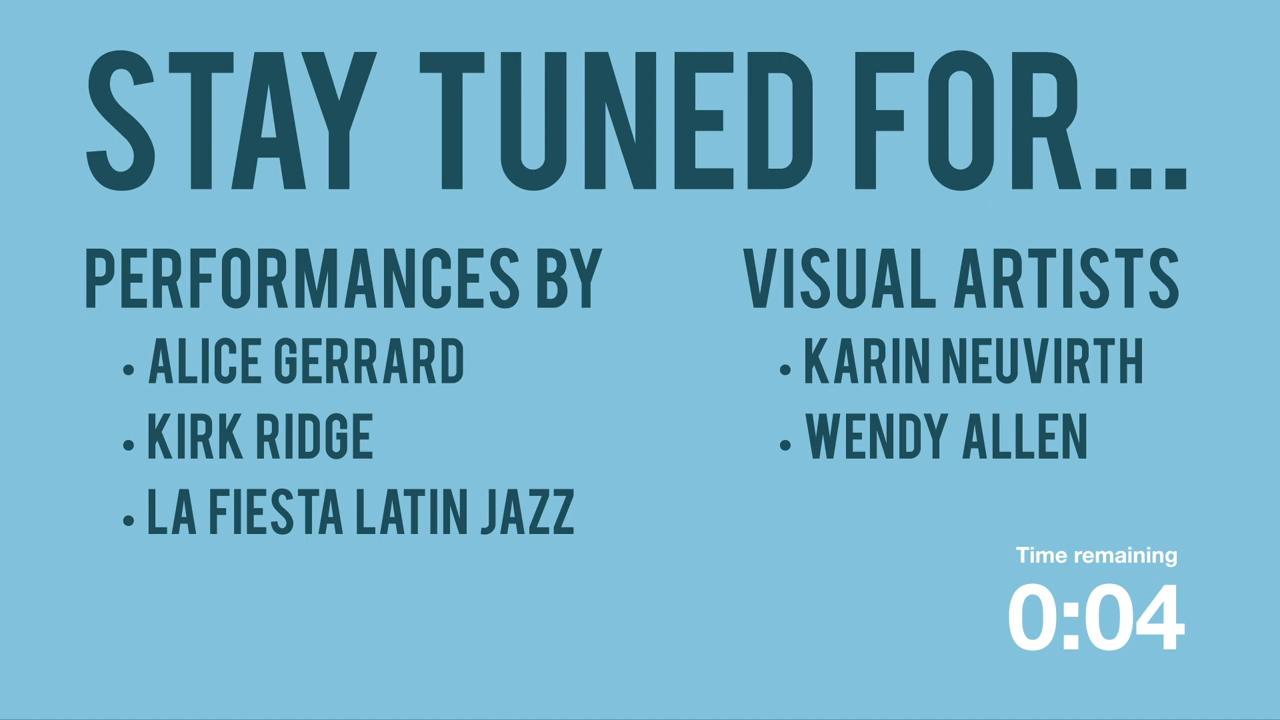 STAY TUNED FOR...
PERFORMANCES BY
• ALICE GERRARD
• KIRK RIDGE
• LA FIESTA LATIN JAZZ
VISUAL ARTISTS
• KARIN NEUVIRTH
• WENDY ALLEN
Time remaining
0:04